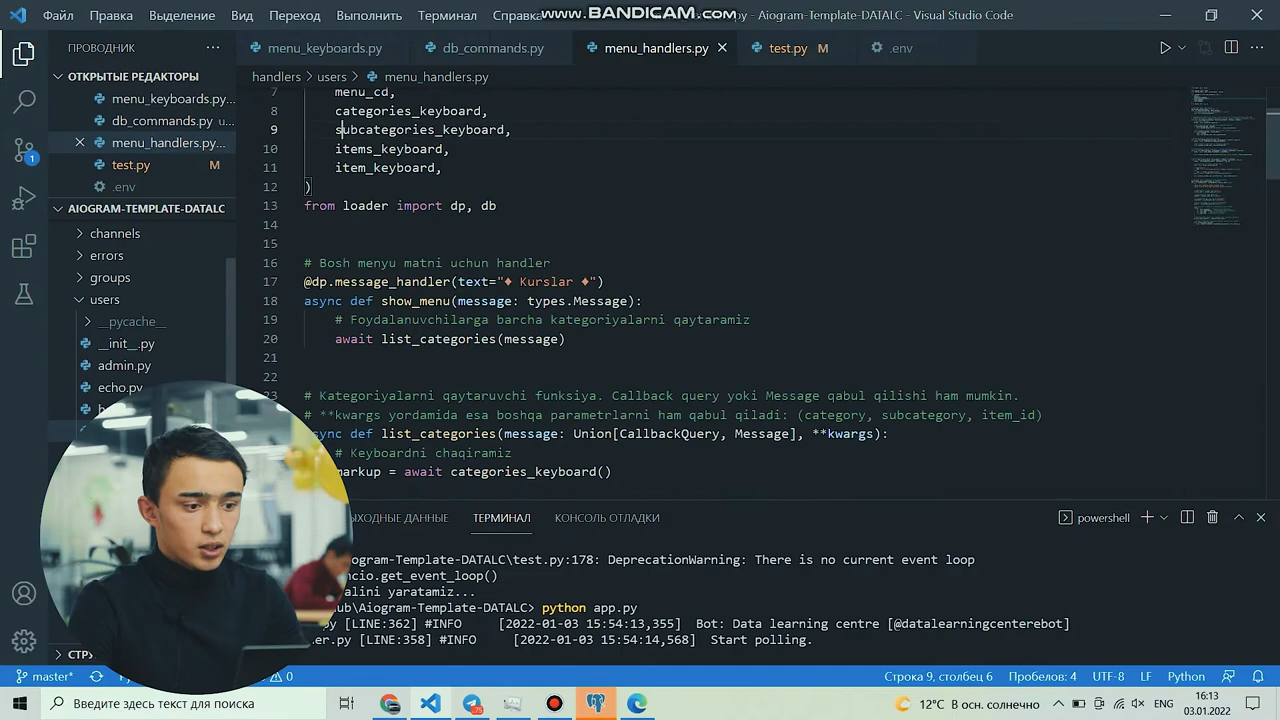 Файл Правка Выделение Вид Переход Выполнить Терминал Справка www.BANDICAM.com - Aiogram-Template-DATALC - Visual Studio Code
ПРОВОДНИК
menu_keyboards.py db_commands.py menu_handlers.py test.py M .env
ОТКРЫТЫЕ РЕДАКТОРЫ
handlers > users > menu_handlers.py
menu_keyboards.py...
db_commands.py u...
menu_handlers.py...
test.py M
.env
AIOGRAM-TEMPLATE-DATALC
channels
errors
groups
users
__pycache__
__init__.py
admin.py
echo.py
7 menu_cd,
8 categories_keyboard,
9
10 items_keyboard,
11
12 )
13 from loader import dp, db
14
15
16 # Bosh menyu matni uchun handler
17 @dp.message_handler(text="♦ Kurslar ♦")
18 async def show_menu(message: types.Message):
19 # Foydalanuvchilarga barcha kategoriyalarni qaytaramiz
20 await list_categories(message)
21
22
23 # Kategoriyalarni qaytaruvchi funksiya. Callback query yoki Message qabul qilishi ham mumkin.
# **kwargs yordamida esa boshqa parametrlarni ham qabul qiladi: (category, subcategory, item_id)
def list_categories(message: Union[CallbackQuery, Message], **kwargs):
# Keyboardni chaqiramiz
markup = await categories_keyboard()
ДАННЫЕ ТЕРМИНАЛ КОНСОЛЬ ОТЛАДКИ
powershell
iogram-Template-DATALC\test.py:178: DeprecationWarning: There is no current event loop
ncio.get_event_loop()
alini yaratamiz...
ub\Aiogram-Template-DATALC> python app.py
.py [LINE:362] #INFO [2022-01-03 15:54:13,355] Bot: Data learning centre [@datalearningcenterebot]
er.py [LINE:358] #INFO [2022-01-03 15:54:14,568] Start polling.
master* 0 Строка 9, столбец 6 Пробелов: 4 UTF-8 LF Python
Введите здесь текст для поиска
75
12°C В осн. солнечно
ENG
16:13
03.01.2022